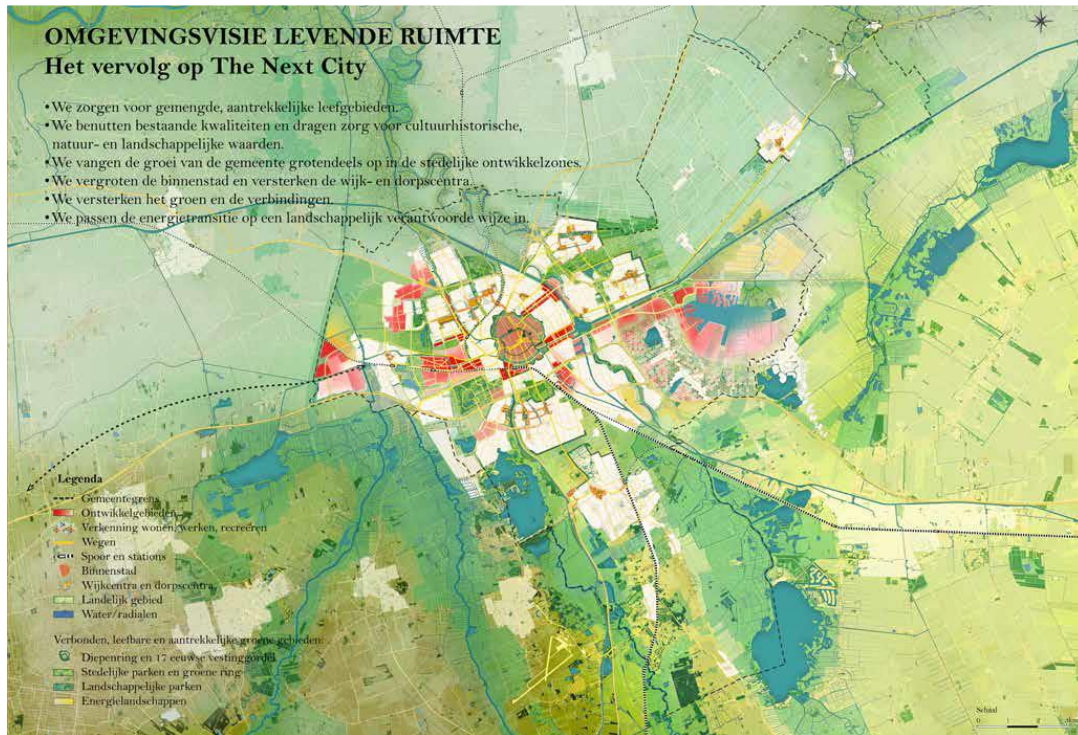 OMGEVINGSVISIE LEVENDE RUIMTE
Het vervolg op The Next City
• We zorgen voor gemengde, aantrekkelijke leefgebieden.
• We benutten bestaande kwaliteiten en dragen zorg voor cultuurhistorische,
natuur- en landschappelijke waarden.
• We vangen de groei van de gemeente grotendeels op in de stedelijke ontwikkelzones.
• We vergroten de binnenstad en versterken de wijk- en dorpscentra.
• We versterken het groen en de verbindingen.
• We passen de energietransitie op een landschappelijk verantwoorde wijze in.
Legenda
Gemeentegrens
Ontwikkelgebieden
Verkenning wonen, werken, recreëren
Wegen
Spoor en stations
Binnenstad
Wijkcentra en dorpscentra
Landelijk gebied
Water/radialen
Verbonden, leefbare en aantrekkelijke groene gebieden:
Diepenring en 17 eeuwse vestinggordel
Stedelijke parken en groene ring
Landschappelijke parken
Energielandschappen
Schaal
0 1 2